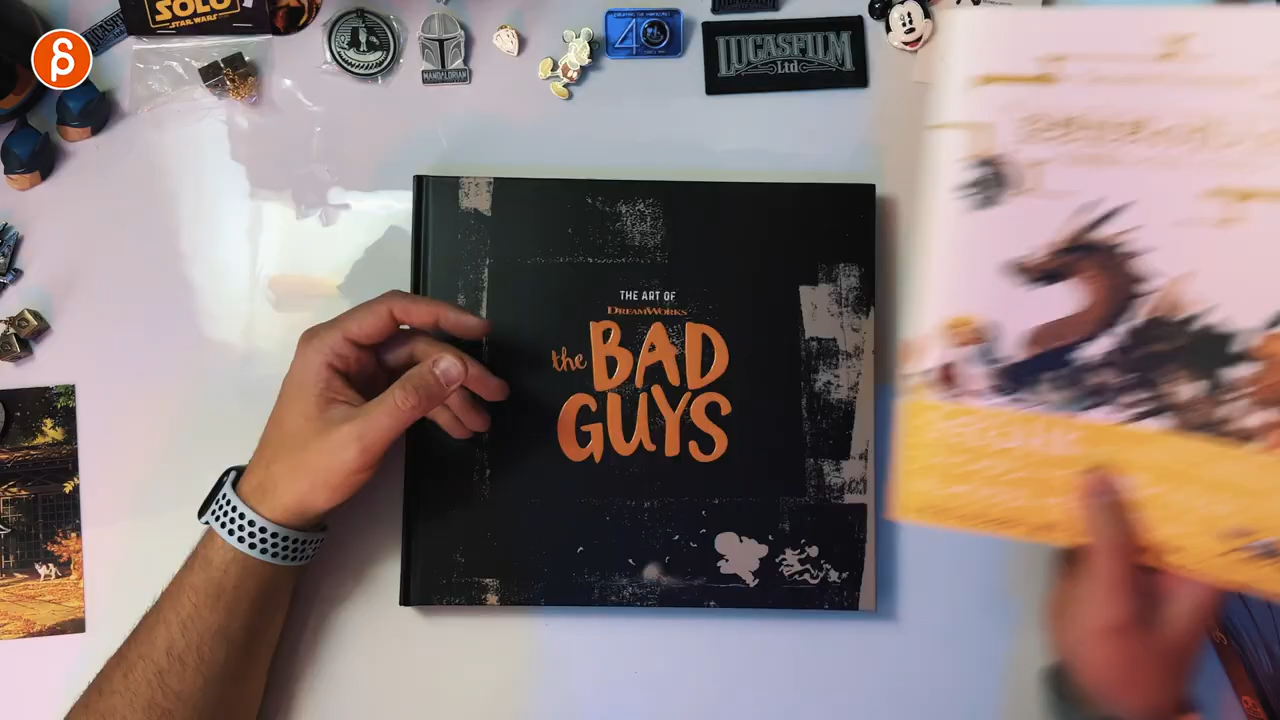 SOLO
STAR WARS
MANDALORIAN
40
LUCASFILM
Ltd
THE ART OF
DREAMWORKS
the BAD
GUYS